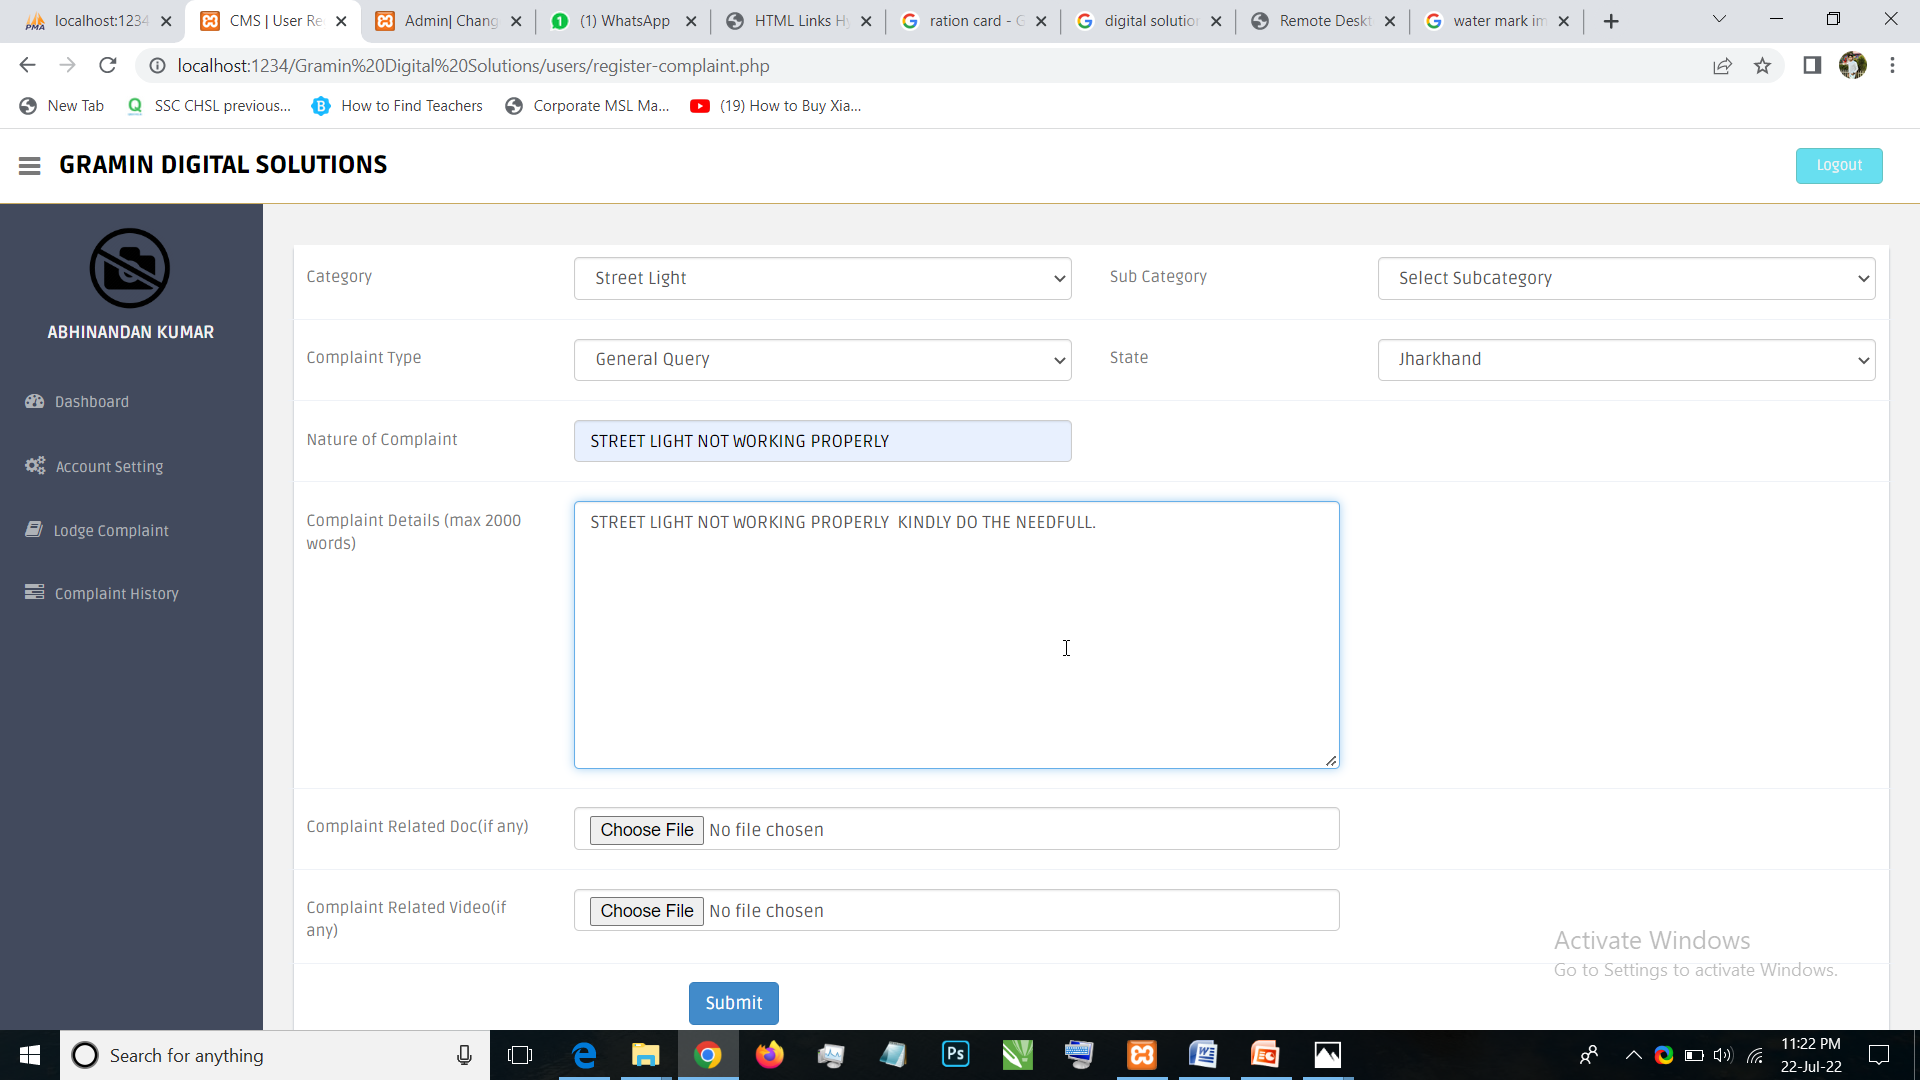 localhost:1234
CMS | User Re
Admin| Chang
(1) WhatsApp
HTML Links Hy
ration card - G
digital solution
Remote Deskt
water mark im
localhost:1234/Gramin%20Digital%20Solutions/users/register-complaint.php
New Tab
SSC CHSL previous...
How to Find Teachers
Corporate MSL Ma...
(19) How to Buy Xia...
GRAMIN DIGITAL SOLUTIONS
Logout
ABHINANDAN KUMAR
Dashboard
Account Setting
Lodge Complaint
Complaint History
Category
Street Light
Sub Category
Select Subcategory
Complaint Type
General Query
State
Jharkhand
Nature of Complaint
STREET LIGHT NOT WORKING PROPERLY
Complaint Details (max 2000
words)
STREET LIGHT NOT WORKING PROPERLY  KINDLY DO THE NEEDFULL.
Complaint Related Doc(if any)
Choose File No file chosen
Complaint Related Video(if
any)
Choose File No file chosen
Submit
Activate Windows
Go to Settings to activate Windows.
Search for anything
11:22 PM
22-Jul-22